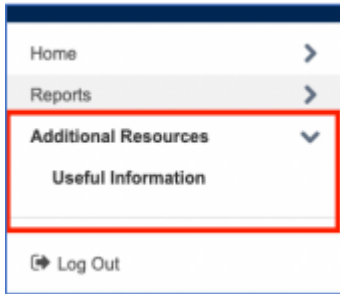 Home
Reports
Additional Resources
Useful Information
Log Out